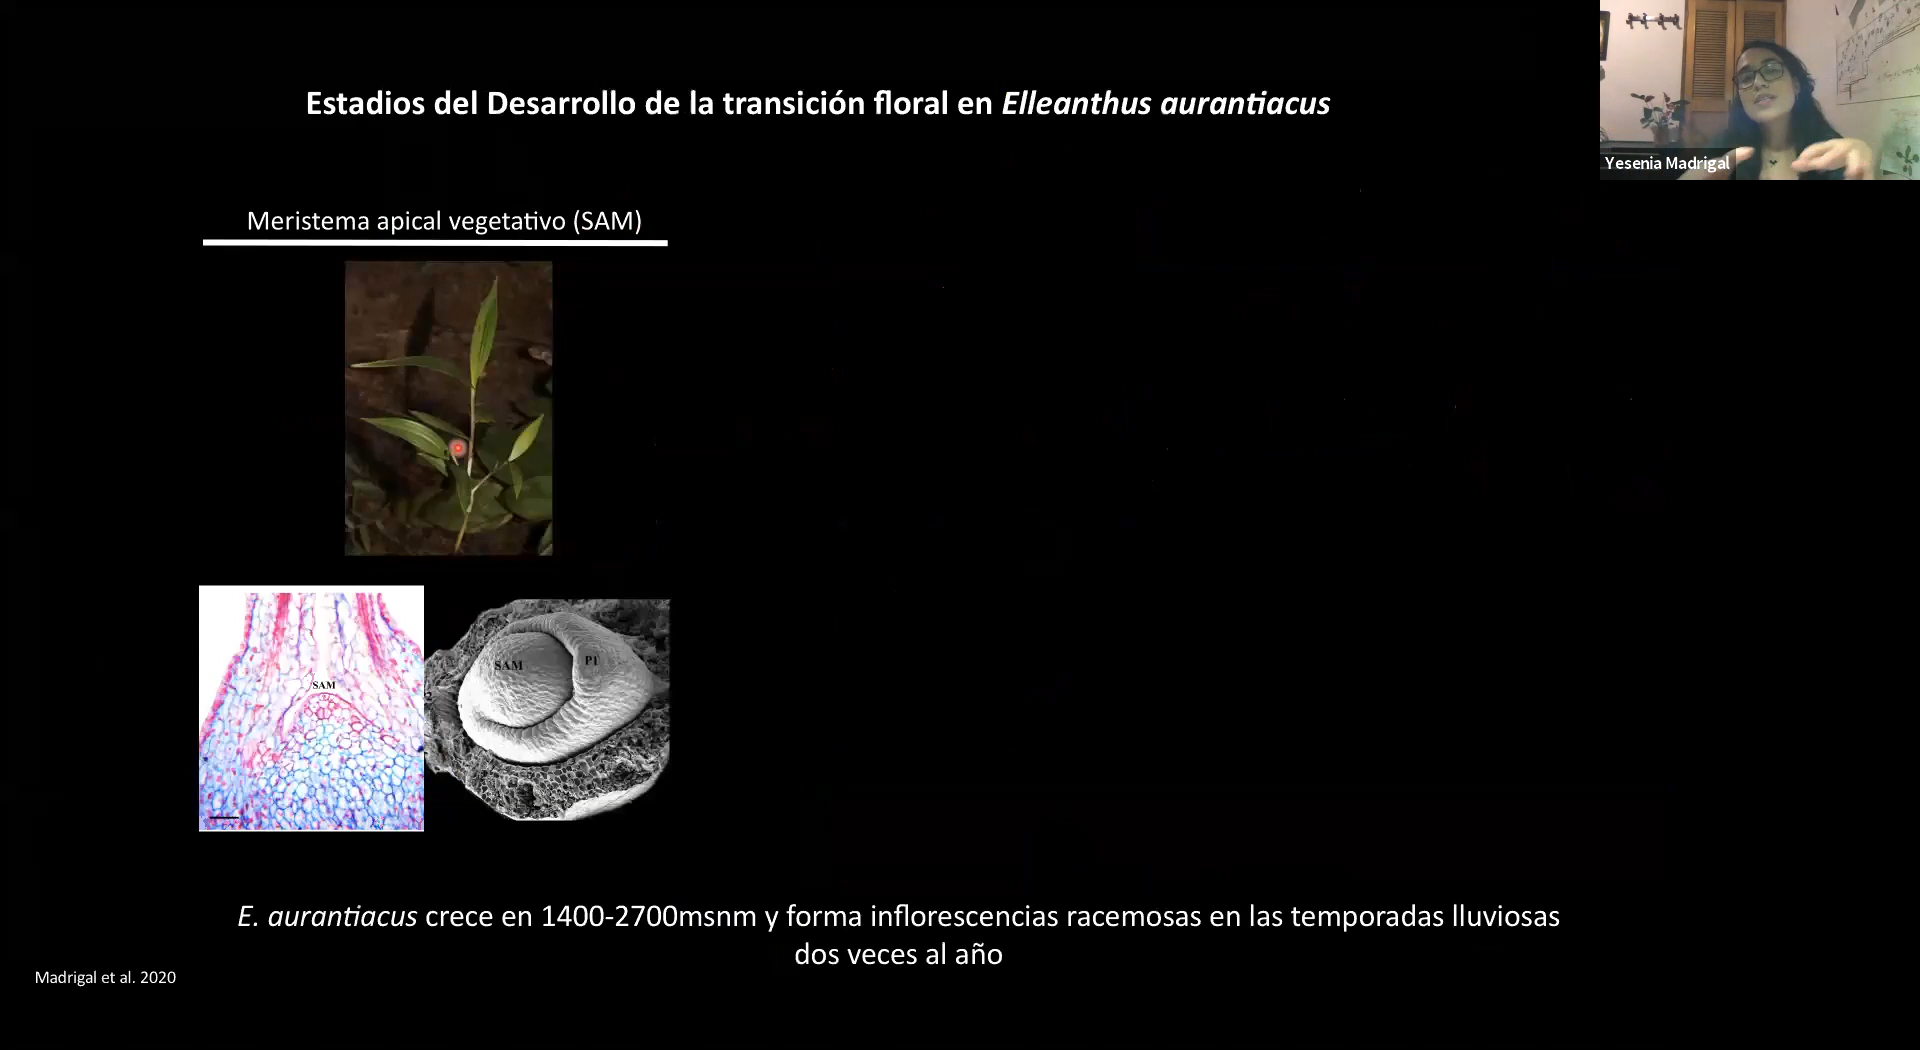 Estadios del Desarrollo de la transición floral en Elleanthus aurantiacus
Yesenia Madrigal
Meristema apical vegetativo (SAM)
SAM
SAM
E. aurantiacus crece en 1400-2700msnm y forma inflorescencias racemosas en las temporadas lluviosas
dos veces al año
Madrigal et al. 2020